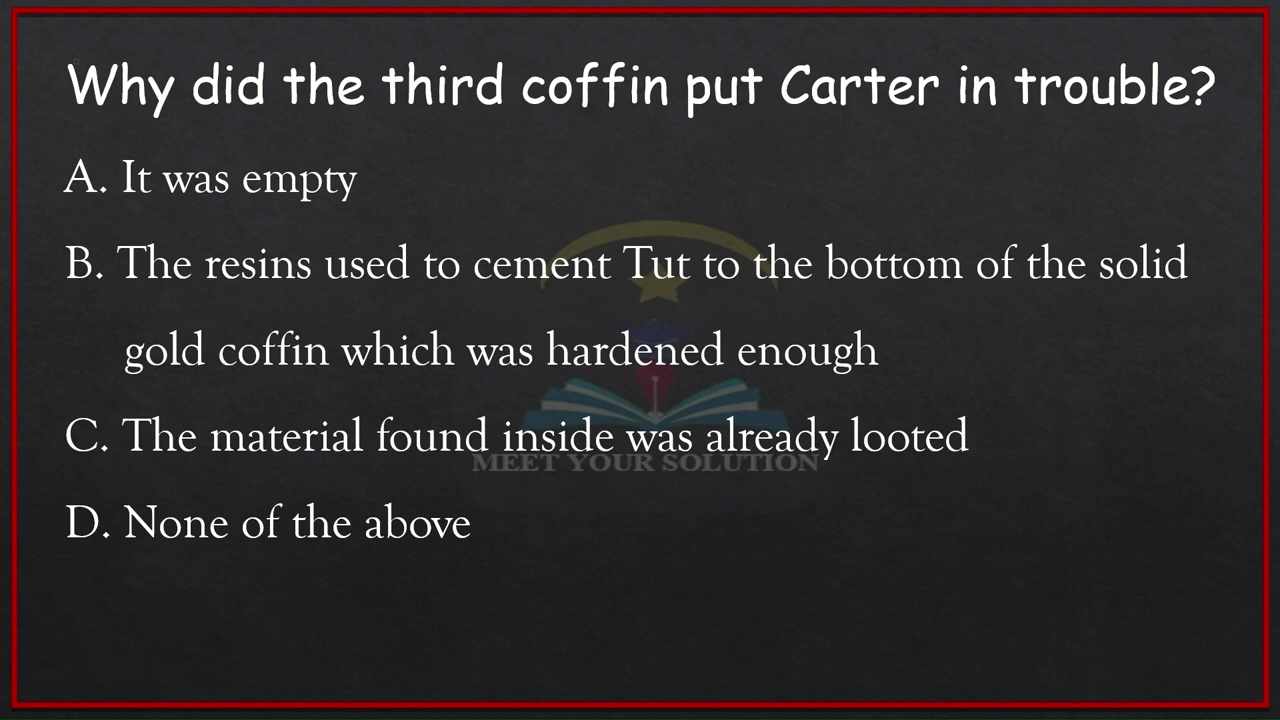 Why did the third coffin put Carter in trouble?
A. It was empty
B. The resins used to cement Tut to the bottom of the solid
gold coffin which was hardened enough
C. The material found inside was already looted
MEET YOUR SOLUTION
D. None of the above